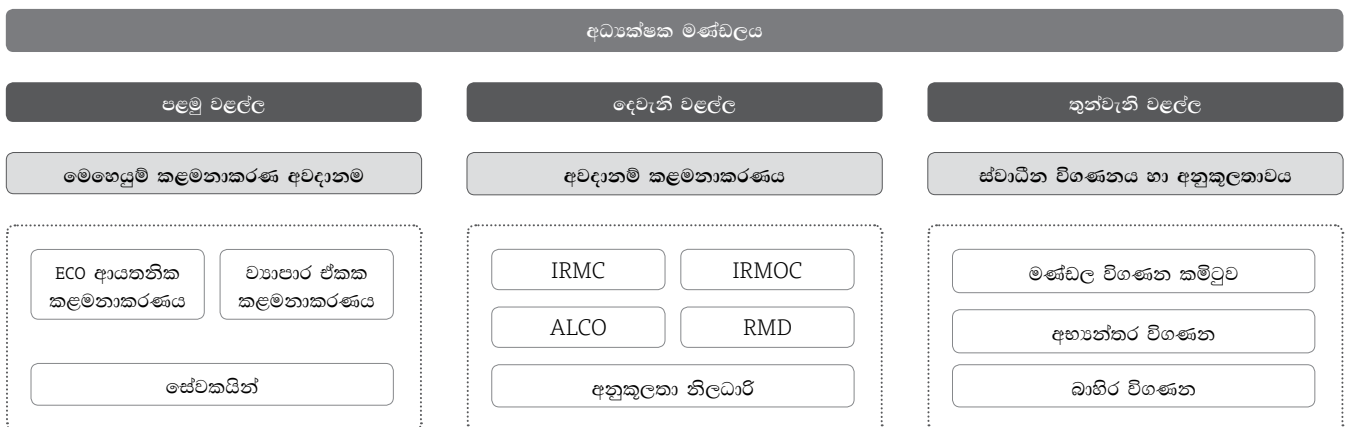 අධ්‍යක්ෂක මණ්ඩලය
පළමු වළල්ල
දෙවැනි වළල්ල
තුන්වැනි වළල්ල
මෙහෙයුම් කළමනාකරණ අවදානම
අවදානම් කළමනාකරණය
ස්වාධීන විගණනය හා අනුකූලතාවය
ECO ආයතනික
කළමනාකරණය
ව්‍යාපාර ඒකක
කළමනාකරණය
සේවකයින්
IRMC
IRMOC
ALCO
RMD
අනුකූලතා නිලධාරි
මණ්ඩල විගණන කමිටුව
අභ්‍යන්තර විගණන
බාහිර විගණන